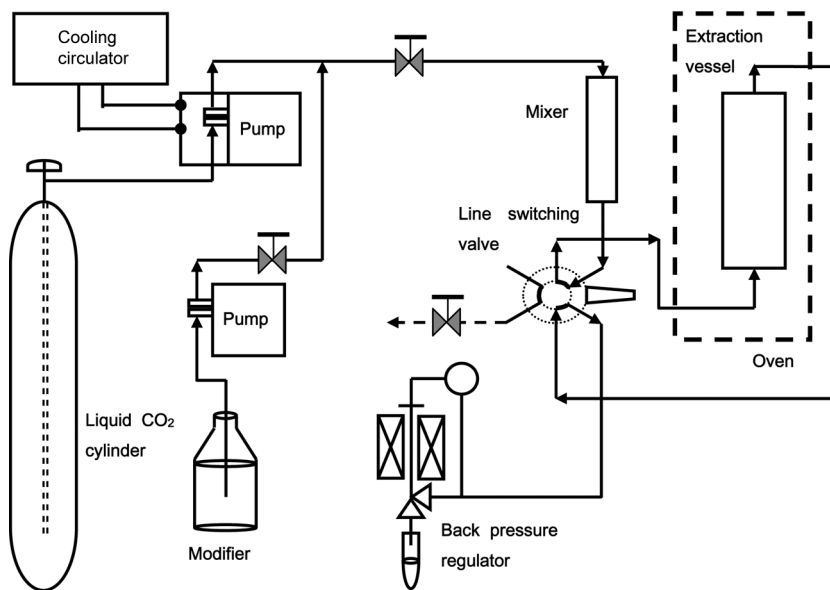 Cooling
circulator
Pump
Extraction
vessel
Mixer
Line switching
valve
Pump
Oven
Liquid CO₂
cylinder
Modifier
Back pressure
regulator